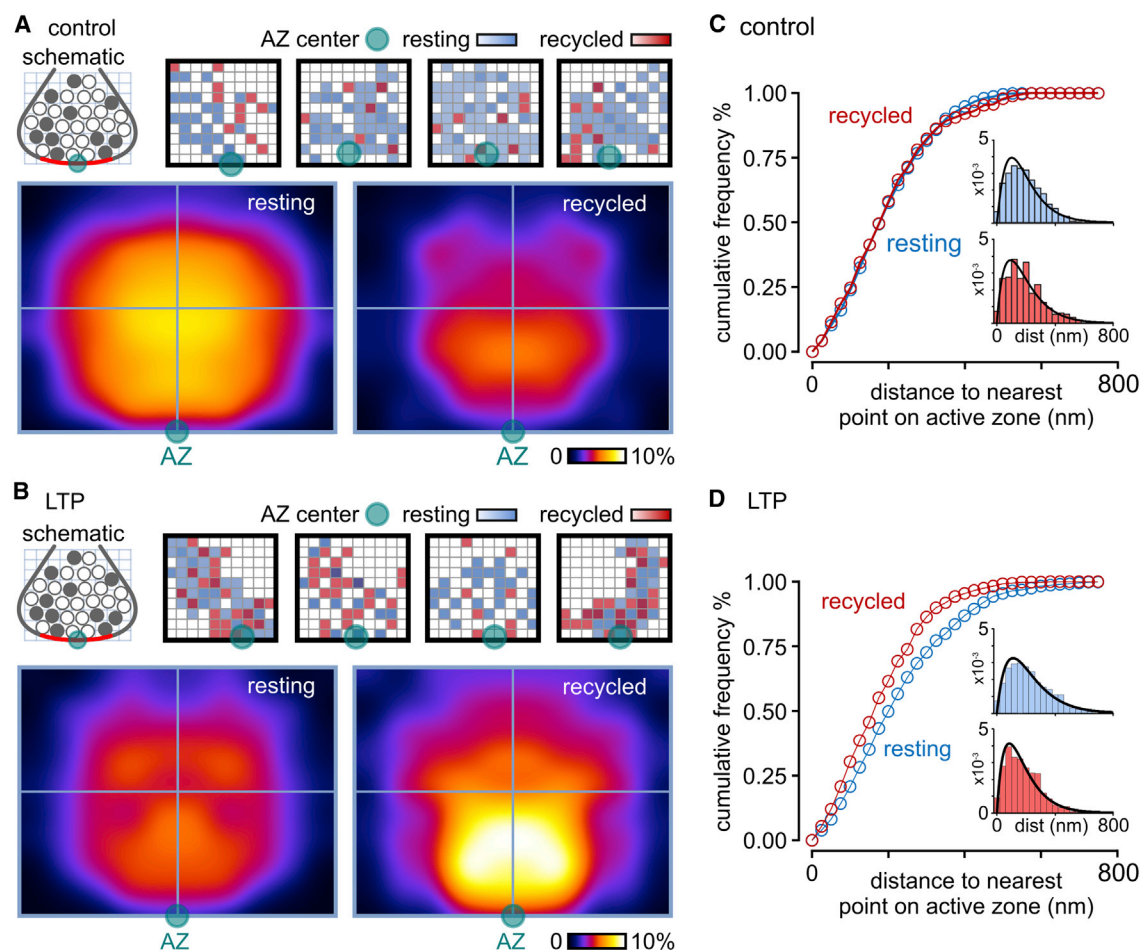 A
control
schematic
AZ center resting recycled
resting
recycled
AZ
AZ
0 10%
B
LTP
schematic
AZ center resting recycled
resting
recycled
AZ
AZ
0 10%
C control
1.00
0.75
0.50
0.25
0.00
cumulative frequency %
recycled
resting
5
x10-3
0
5
x10-3
0
0 dist (nm) 800
0 800
distance to nearest
point on active zone (nm)
D LTP
1.00
0.75
0.50
0.25
0.00
cumulative frequency %
recycled
resting
5
x10-3
0
5
x10-3
0
0 dist (nm) 800
0 800
distance to nearest
point on active zone (nm)